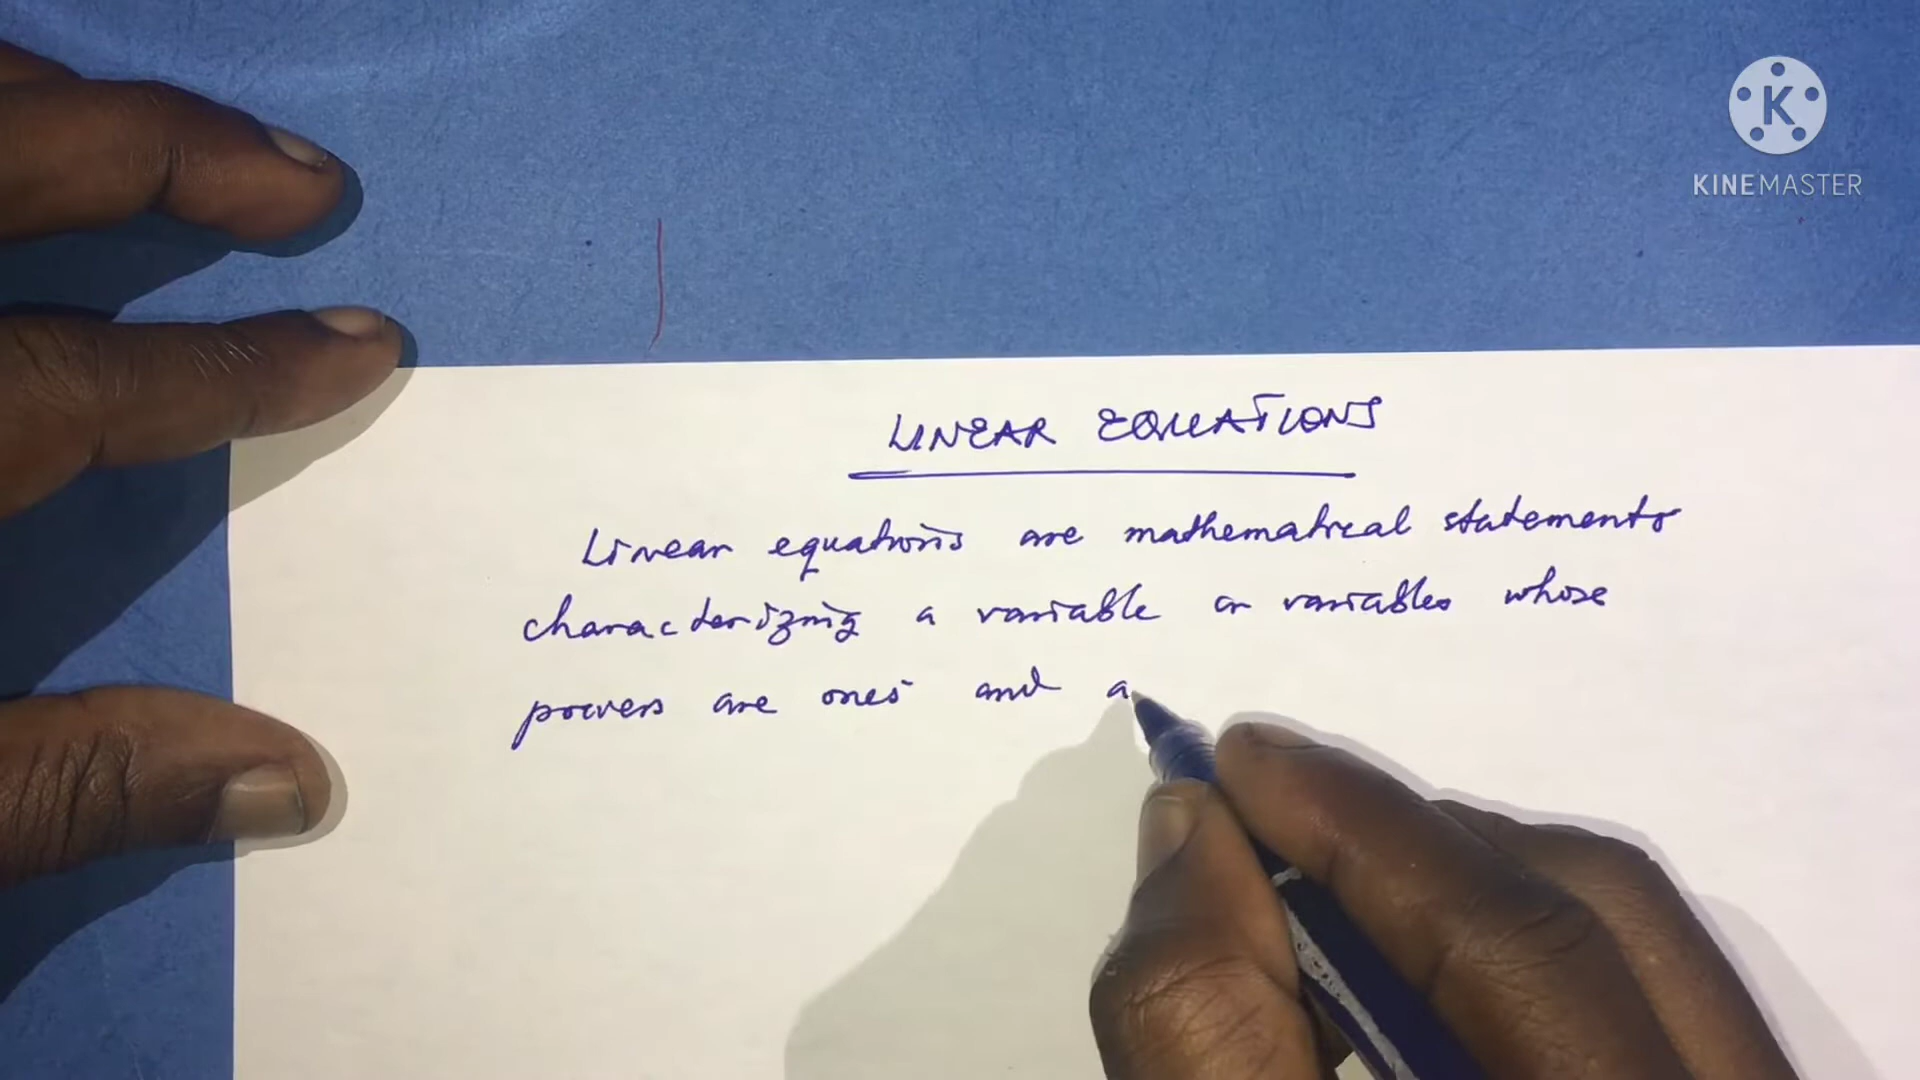 K
KINEMASTER
LINEAR EQUATIONS
Linear equations are mathematical statements
characterizing a variable or variables whose
powers are ones and a